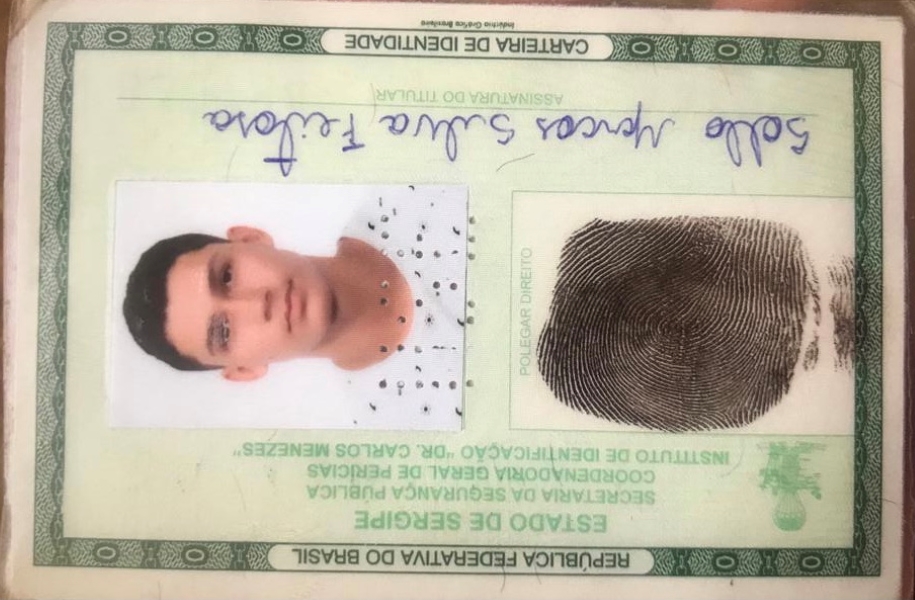 REPÚBLICA FEDERATIVA DO BRASIL
ESTADO DE SERGIPE
SECRETARIA DA SEGURANÇA PÚBLICA
COORDENADORIA GERAL DE PERÍCIAS
INSTITUTO DE IDENTIFICAÇÃO "DR. CARLOS MENEZES"
POLEGAR DIREITO
Marcos Silva Feitosa
ASSINATURA DO TITULAR
CARTEIRA DE IDENTIDADE
Indústria Gráfica Brasileira